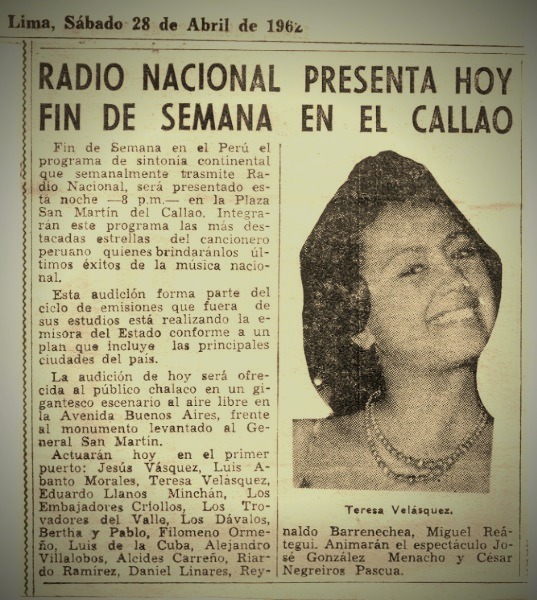 Lima, Sábado 28 de Abril de 1962
RADIO NACIONAL PRESENTA HOY
FIN DE SEMANA EN EL CALLAO
Fin de Semana en el Perú el
programa de sintonía continental
que semanalmente trasmite Ra-
dio Nacional, será presentado es-
ta noche —8 p.m.— en la Plaza
San Martín del Callao. Integra-
rán este programa las más des-
tacadas estrellas del cancionero
peruano quienes brindaránlos úl-
timos éxitos de la música nacio-
nal.
Esta audición forma parte del
ciclo de emisiones que fuera de
sus estudios está realizando la e-
misora del Estado conforme a un
plan que incluye las principales
ciudades del país.
La audición de hoy será ofre-
cida al público chalaco en un gi-
gantesco escenario al aire libre en
la Avenida Buenos Aires, frente
al monumento levantado al Ge-
neral San Martín.
Actuarán hoy en el primer
puerto: Jesús Vásquez, Luis A-
banto Morales, Teresa Velásquez,
Eduardo Llanos Minchán, Los
Embajadores Criollos, Los Tro-
vadores del Valle, Los Dávalos,
Bertha y Pablo, Filomeno Orme-
ño, Luis de la Cuba, Alejandro
Villalobos, Alcides Carreño, Riar-
do Ramírez, Daniel Linares, Rey-
Teresa Velásquez.
naldo Barrenechea, Miguel Reá-
tegui. Animarán el espectáculo Jo-
sé González Menacho y César
Negreiros Pascua.